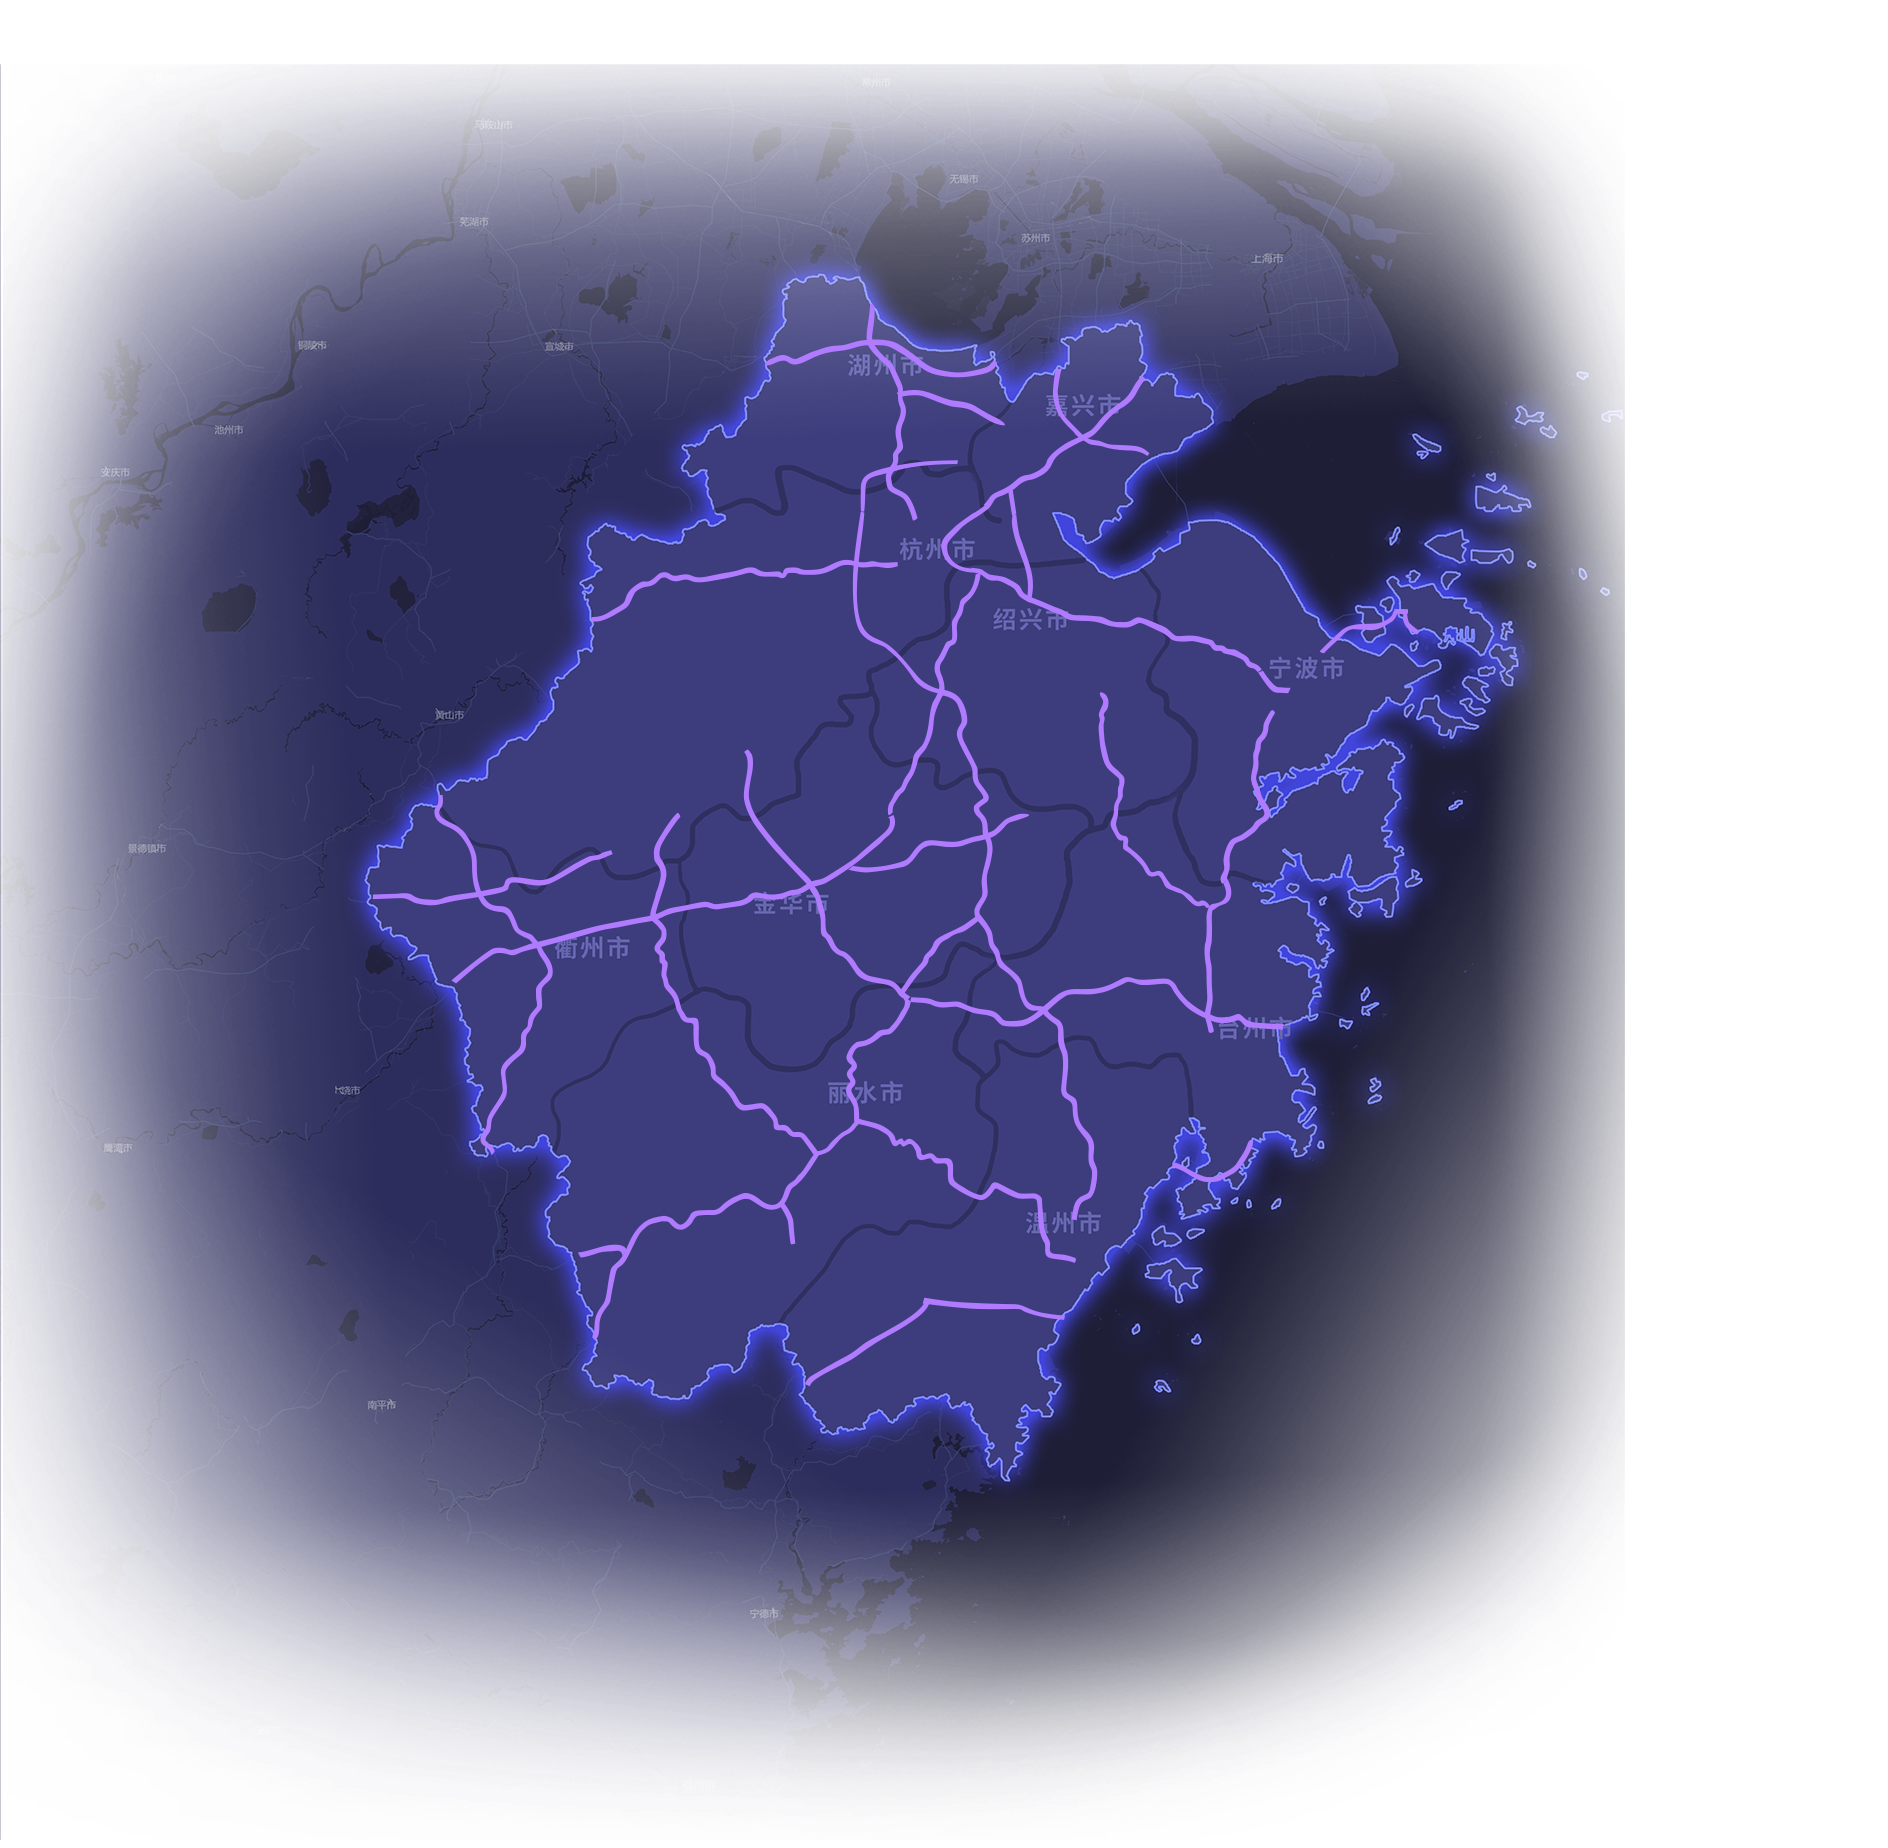 常州市
马鞍山市
无锡市
芜湖市
苏州市
上海市
铜陵市
宣城市
湖州市
嘉兴市
池州市
安庆市
杭州市
绍兴市
舟山
宁波市
黄山市
景德镇市
金华市
衢州市
台州市
上饶市
丽水市
鹰潭市
温州市
南平市
宁德市